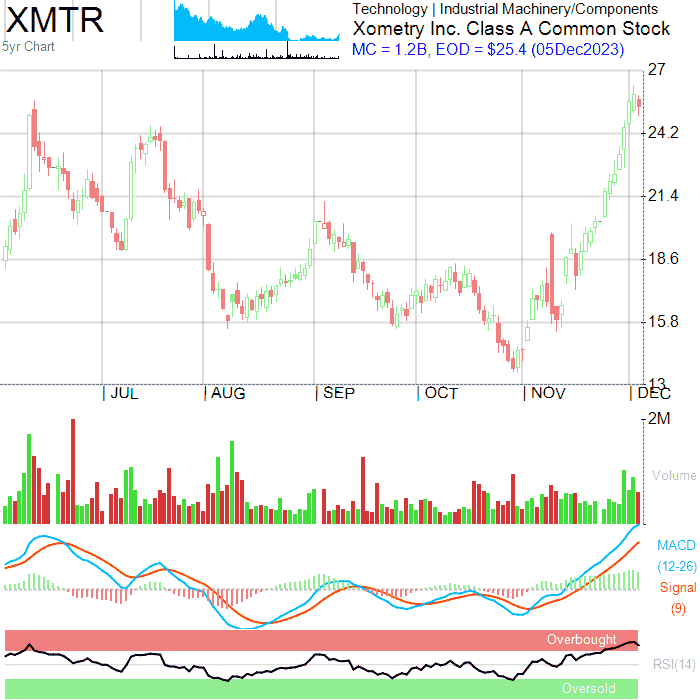 XMTR
5yr Chart
Technology | Industrial Machinery/Components
Xometry Inc. Class A Common Stock
MC = 1.2B, EOD = $25.4 (05Dec2023)
27
24.2
21.4
18.6
15.8
13
| JUL | AUG | SEP | OCT | NOV | DEC
2M
Volume
MACD
(12-26)
Signal
(9)
Overbought
RSI(14)
Oversold